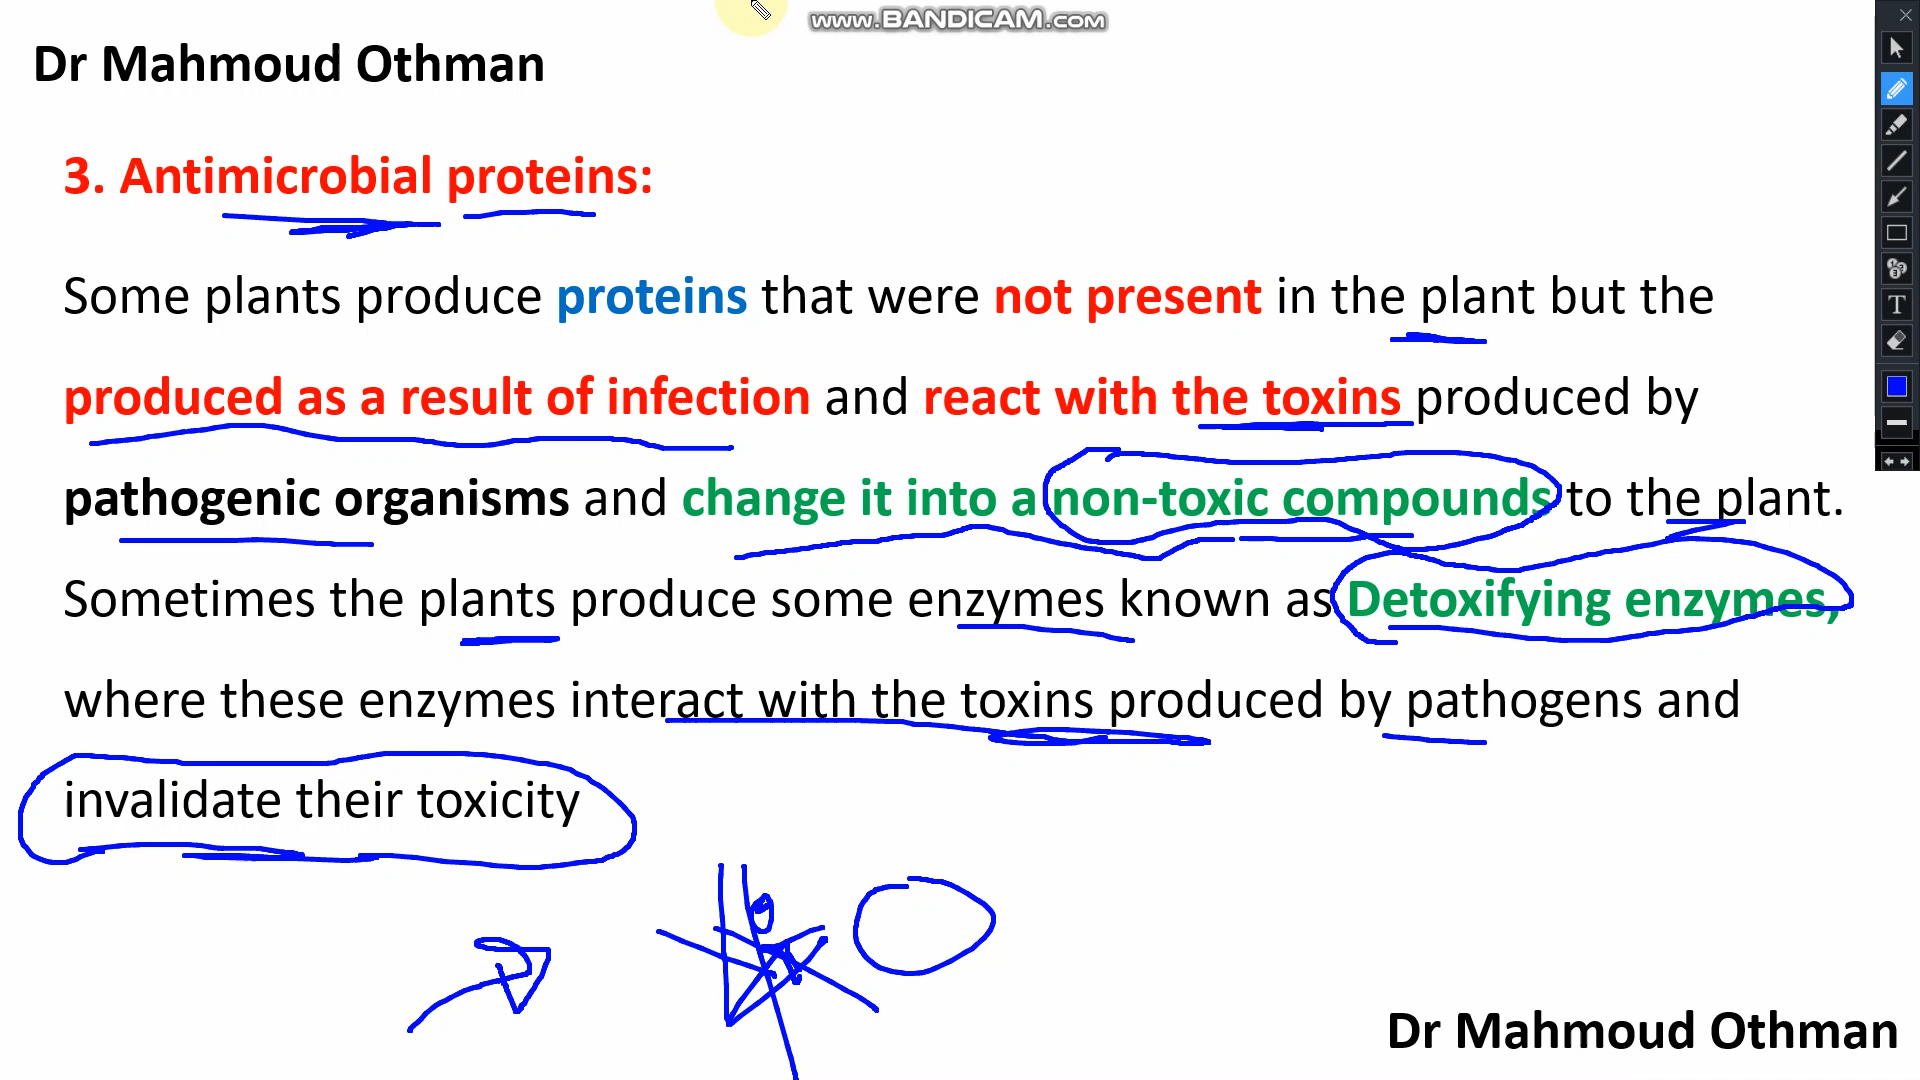 www.BANDICAM.com
Dr Mahmoud Othman
3. Antimicrobial proteins:
Some plants produce proteins that were not present in the plant but the
produced as a result of infection and react with the toxins produced by
pathogenic organisms and change it into a non-toxic compounds to the plant.
Sometimes the plants produce some enzymes known as Detoxifying enzymes,
where these enzymes interact with the toxins produced by pathogens and
invalidate their toxicity
Dr Mahmoud Othman